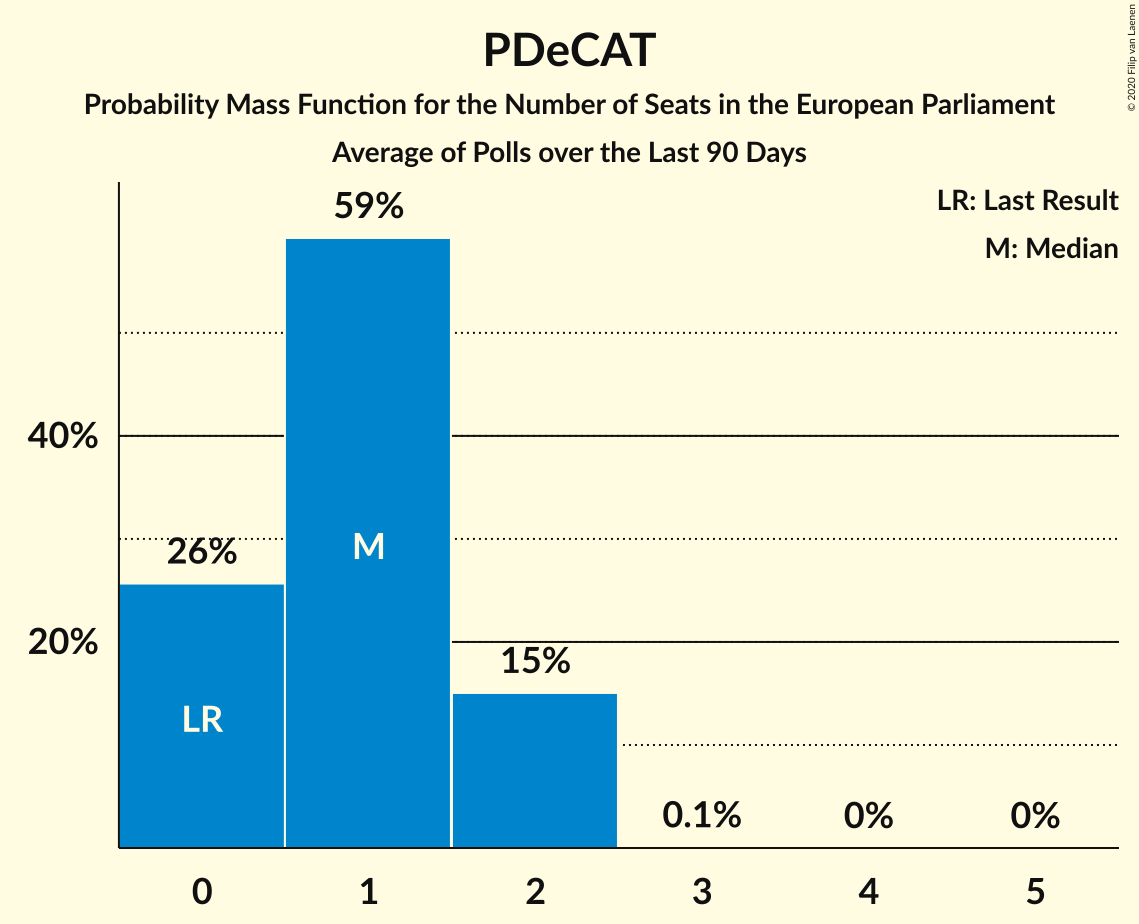 PDeCAT
Probability Mass Function for the Number of Seats in the European Parliament
Average of Polls over the Last 90 Days
© 2020 Filip van Laenen
LR: Last Result
M: Median
59%
40%
26%
M
20%
15%
LR
0.1%
0%
0%
0
1
2
3
4
5